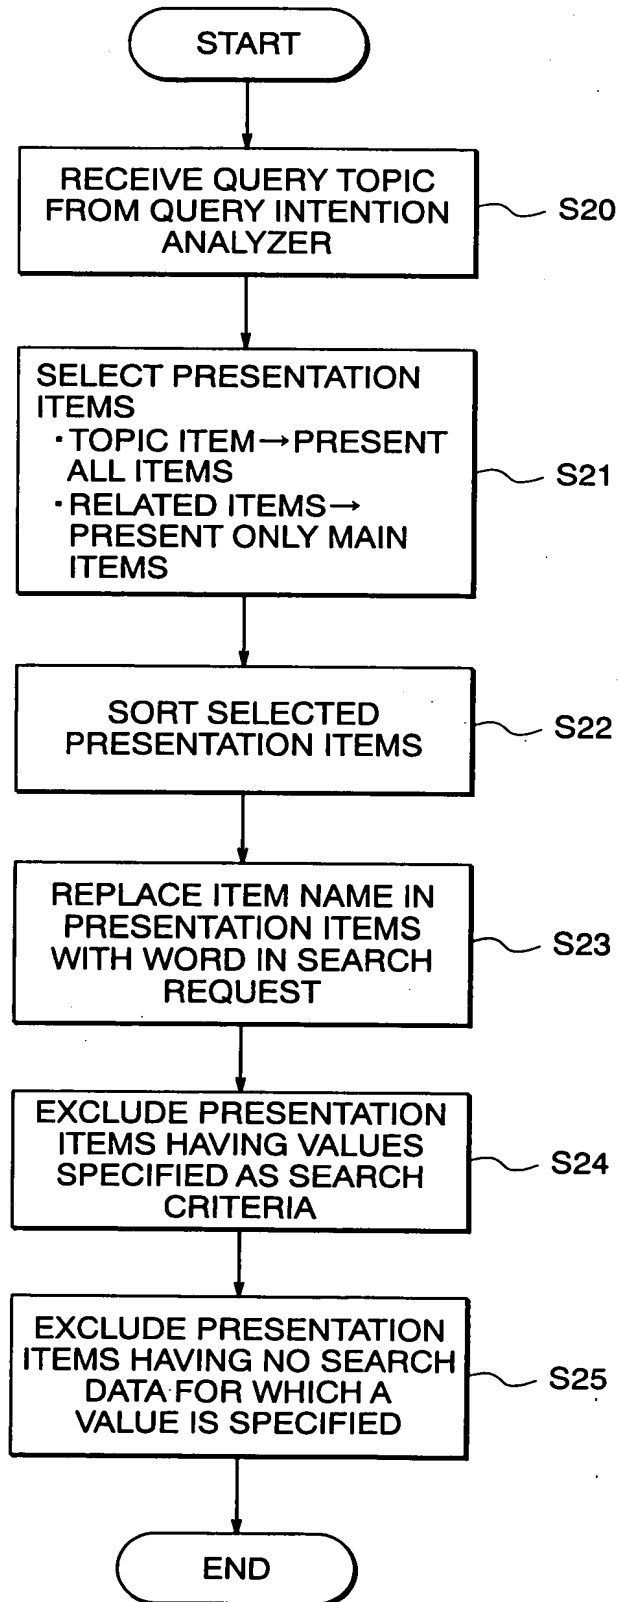 START
RECEIVE QUERY TOPIC
FROM QUERY INTENTION
ANALYZER
S20
SELECT PRESENTATION
ITEMS
・TOPIC ITEM→PRESENT
ALL ITEMS
・RELATED ITEMS→
PRESENT ONLY MAIN
ITEMS
S21
SORT SELECTED
PRESENTATION ITEMS
S22
REPLACE ITEM NAME IN
PRESENTATION ITEMS
WITH WORD IN SEARCH
REQUEST
S23
EXCLUDE PRESENTATION
ITEMS HAVING VALUES
SPECIFIED AS SEARCH
CRITERIA
S24
EXCLUDE PRESENTATION
ITEMS HAVING NO SEARCH
DATA FOR WHICH A
VALUE IS SPECIFIED
S25
END